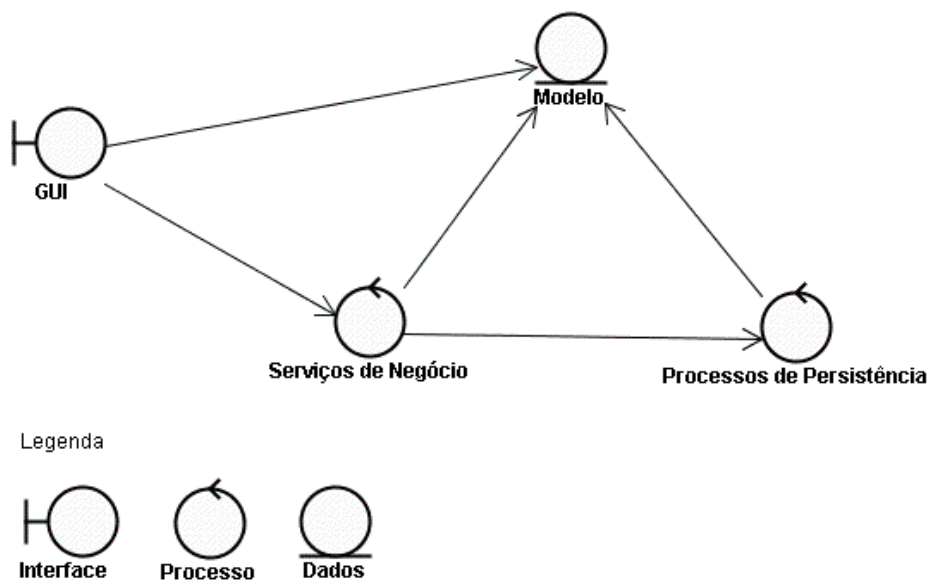 Modelo
GUI
Serviços de Negócio
Processos de Persistência
Legenda
Interface
Processo
Dados